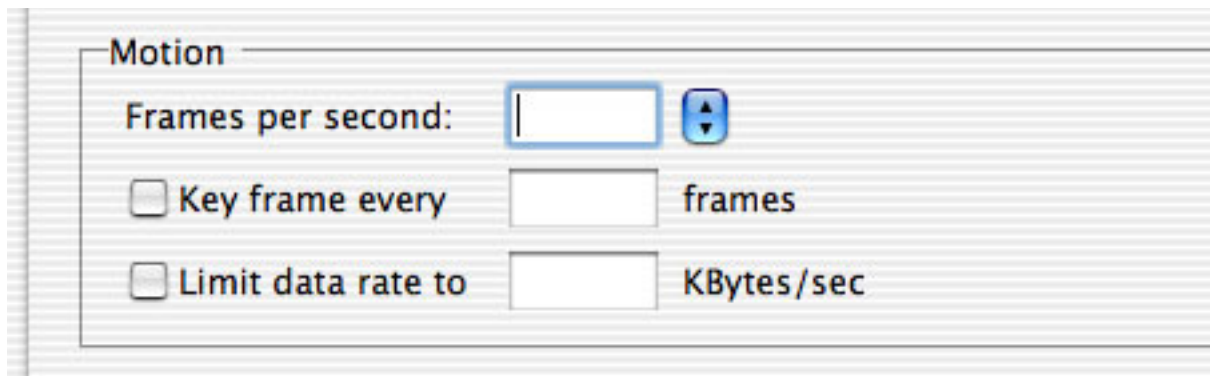 Motion
Frames per second:
Key frame every frames
Limit data rate to KBytes/sec